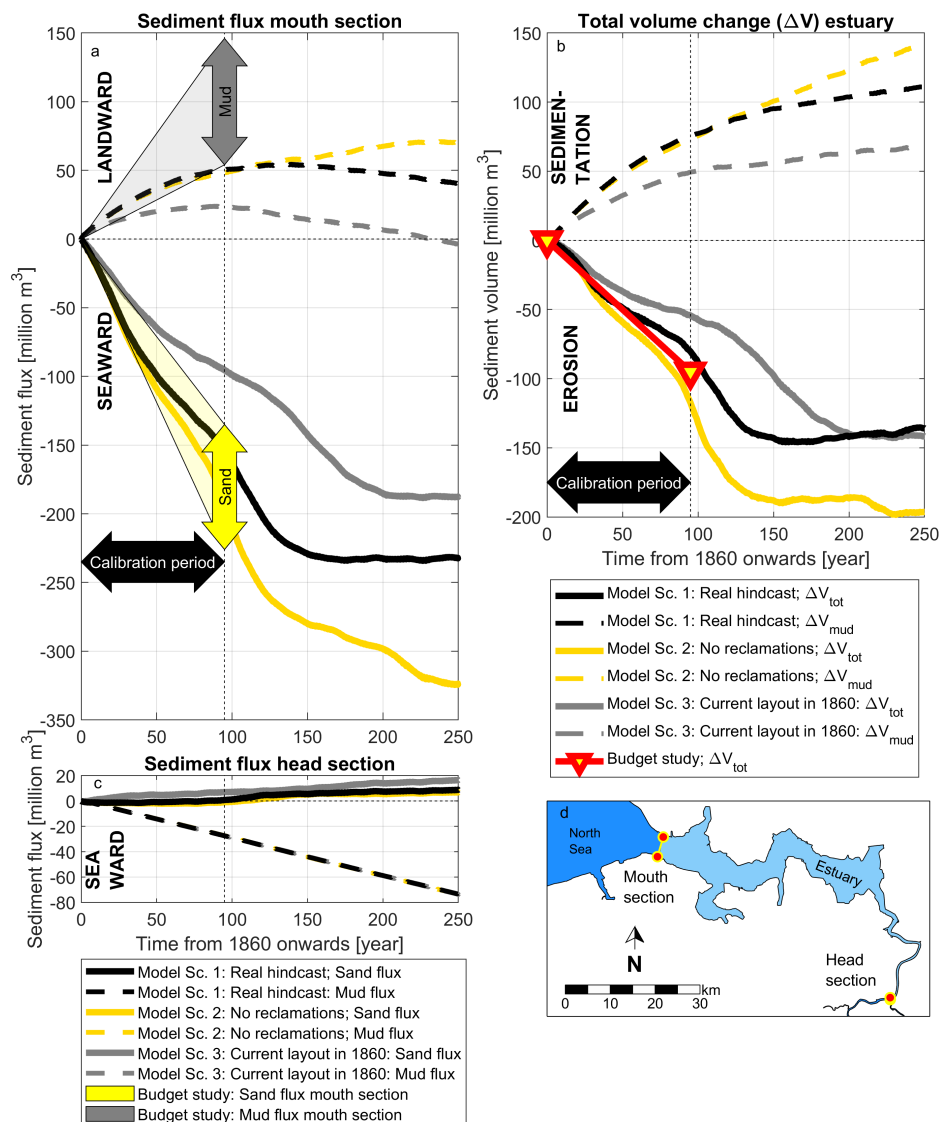 Sediment flux mouth section
a
LANDWARD
SEAWARD
Mud
Sand
Calibration period
Sediment flux [million m³]
150
100
50
0
-50
-100
-150
-200
-250
-300
-350
0 50 100 150 200 250
Total volume change (ΔV) estuary
b
SEDIMEN-
TATION
EROSION
Calibration period
Sediment volume [million m³]
150
100
50
0
-50
-100
-150
-200
0 50 100 150 200 250
Time from 1860 onwards [year]
Model Sc. 1: Real hindcast; ΔV_tot
Model Sc. 1: Real hindcast; ΔV_mud
Model Sc. 2: No reclamations; ΔV_tot
Model Sc. 2: No reclamations; ΔV_mud
Model Sc. 3: Current layout in 1860: ΔV_tot
Model Sc. 3: Current layout in 1860: ΔV_mud
Budget study; ΔV_tot
Sediment flux head section
c
SEA
WARD
Sediment flux [million m³]
20
0
-20
-40
-60
-80
0 50 100 150 200 250
Time from 1860 onwards [year]
Model Sc. 1: Real hindcast; Sand flux
Model Sc. 1: Real hindcast: Mud flux
Model Sc. 2: No reclamations; Sand flux
Model Sc. 2: No reclamations; Mud flux
Model Sc. 3: Current layout in 1860: Sand flux
Model Sc. 3: Current layout in 1860: Mud flux
Budget study: Sand flux mouth section
Budget study: Mud flux mouth section
d
North
Sea
Mouth
section
Estuary
N
Head
section
km
0 10 20 30